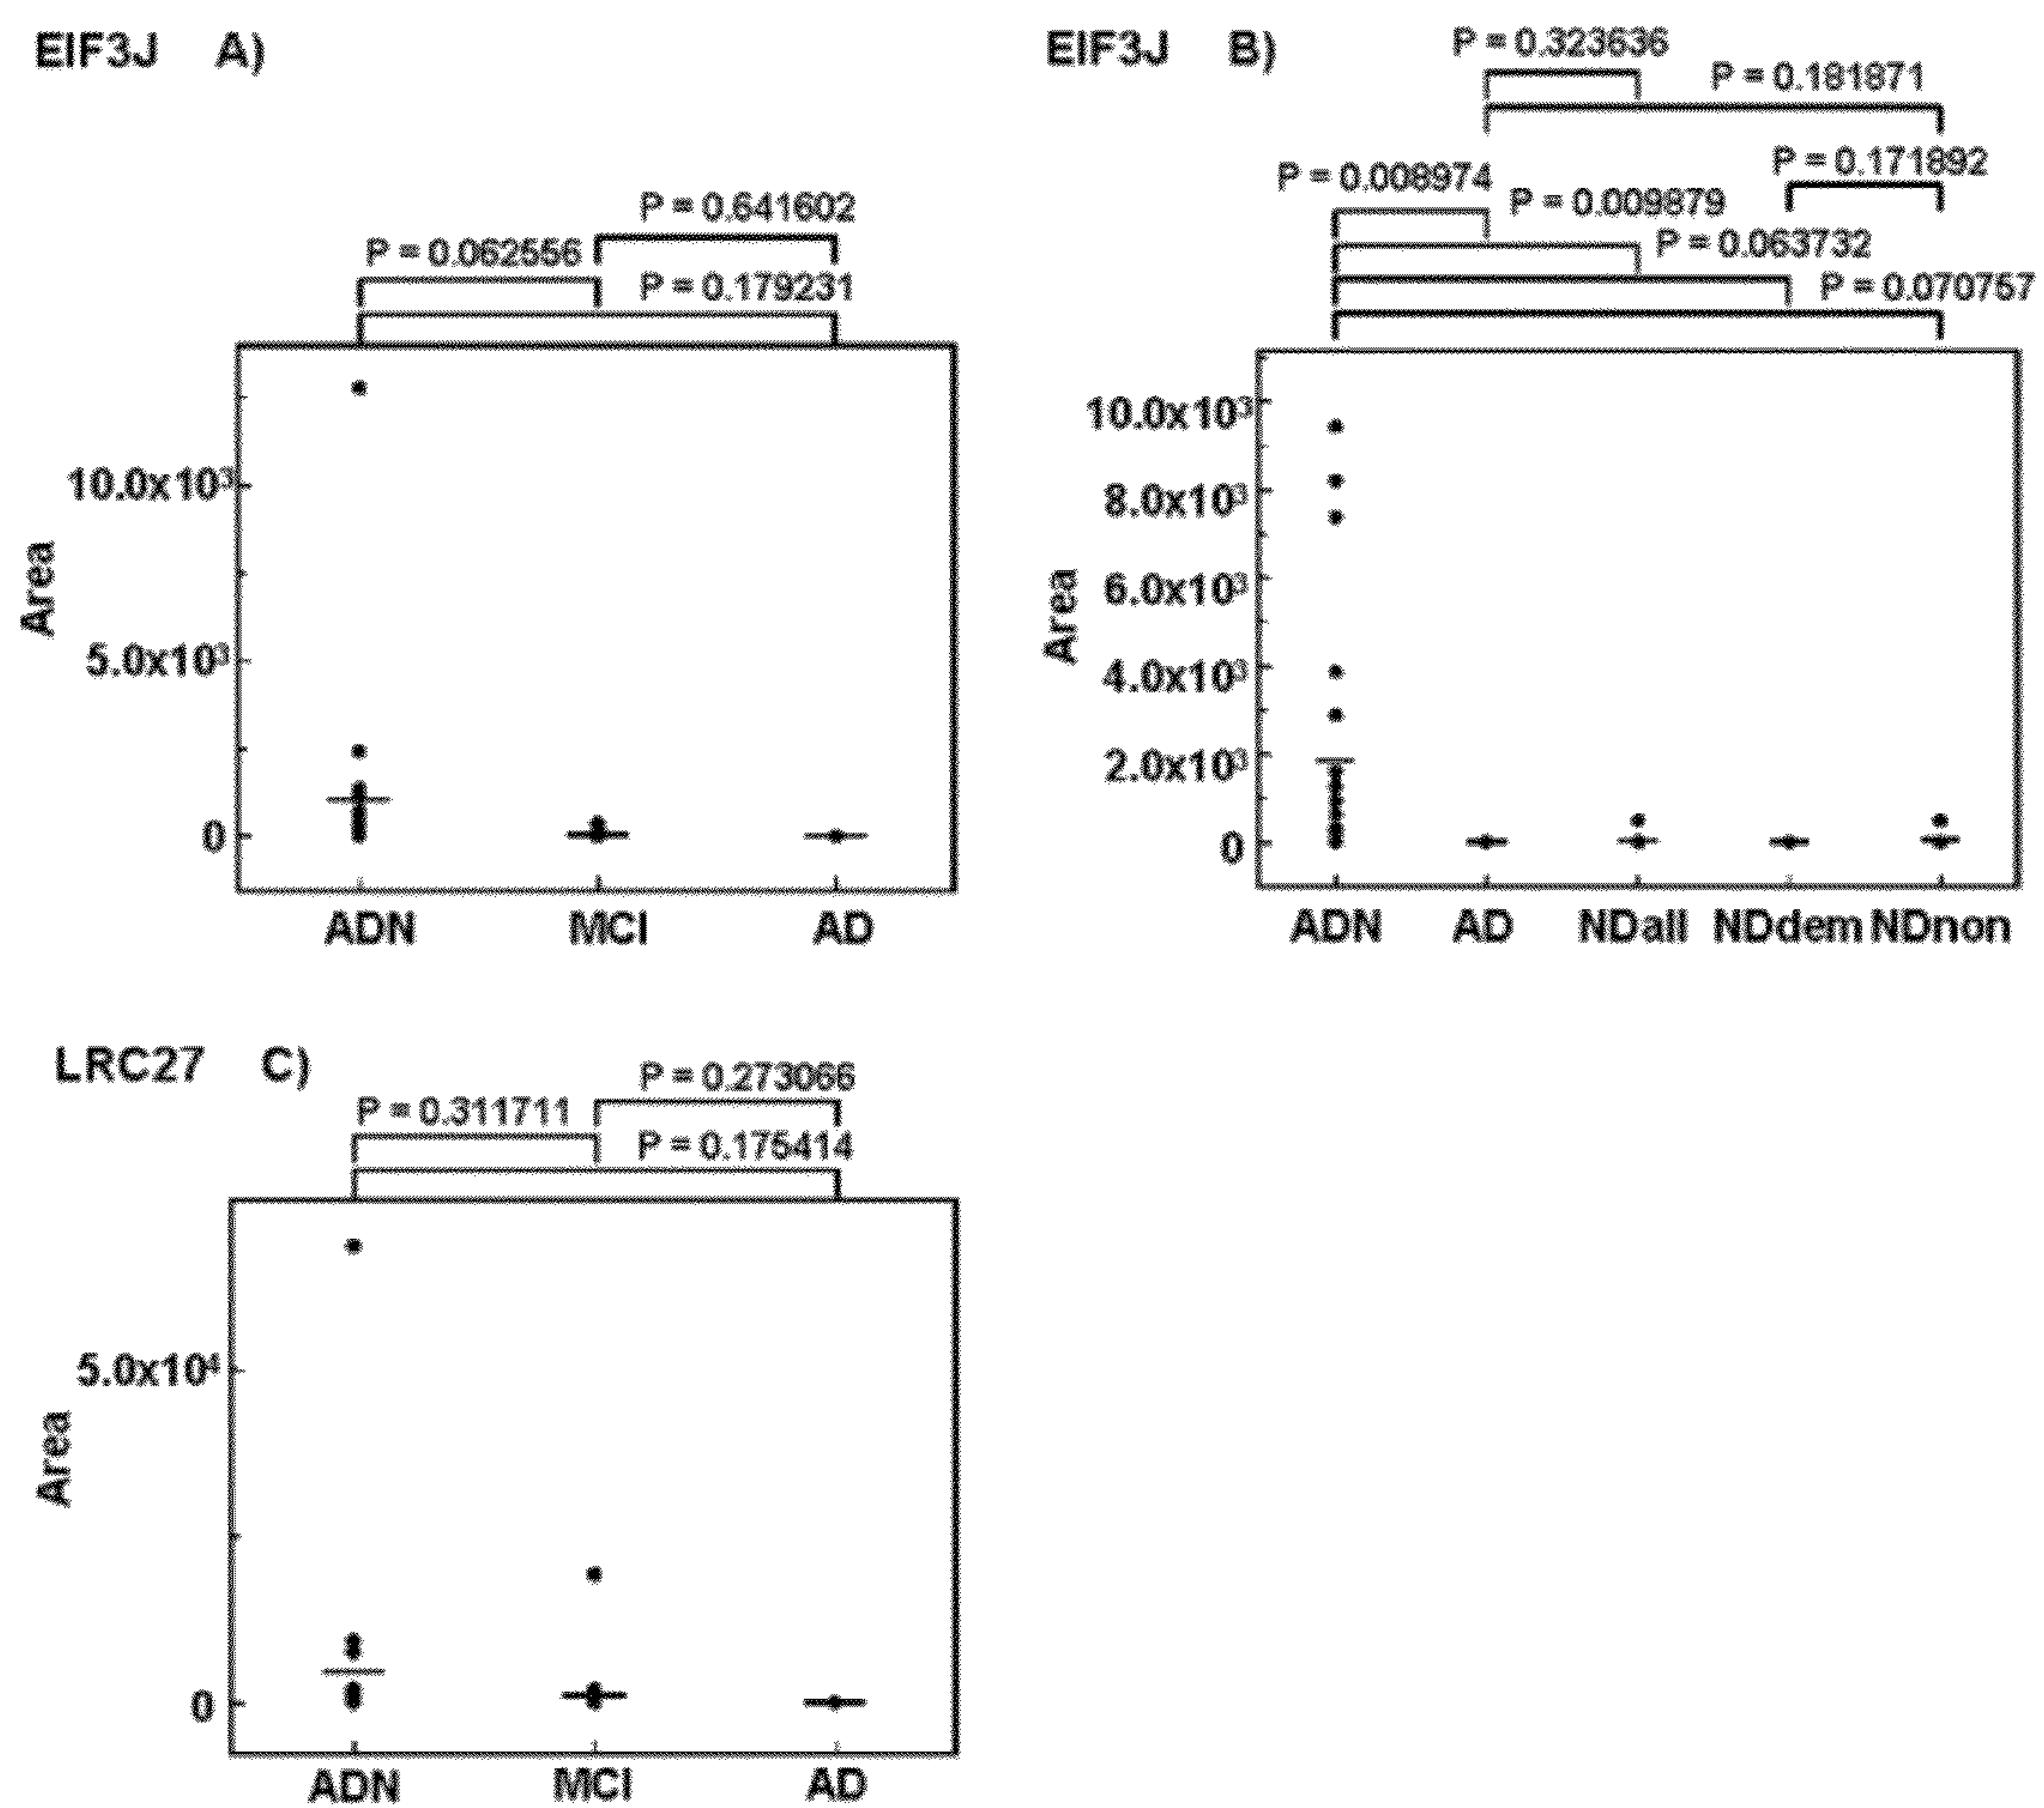 EIF3J A)
P = 0.641602
P = 0.062556
P = 0.179231
10.0x10³
5.0x10³
0
Area
ADN MCI AD
EIF3J B)
P = 0.323636
P = 0.181871
P = 0.171892
P = 0.008974
P = 0.009879
P = 0.063732
P = 0.070757
10.0x10³
8.0x10³
6.0x10³
4.0x10³
2.0x10³
0
Area
ADN AD NDall NDdem NDnon
LRC27 C)
P = 0.273066
P = 0.311711
P = 0.175414
5.0x10⁴
0
Area
ADN MCI AD